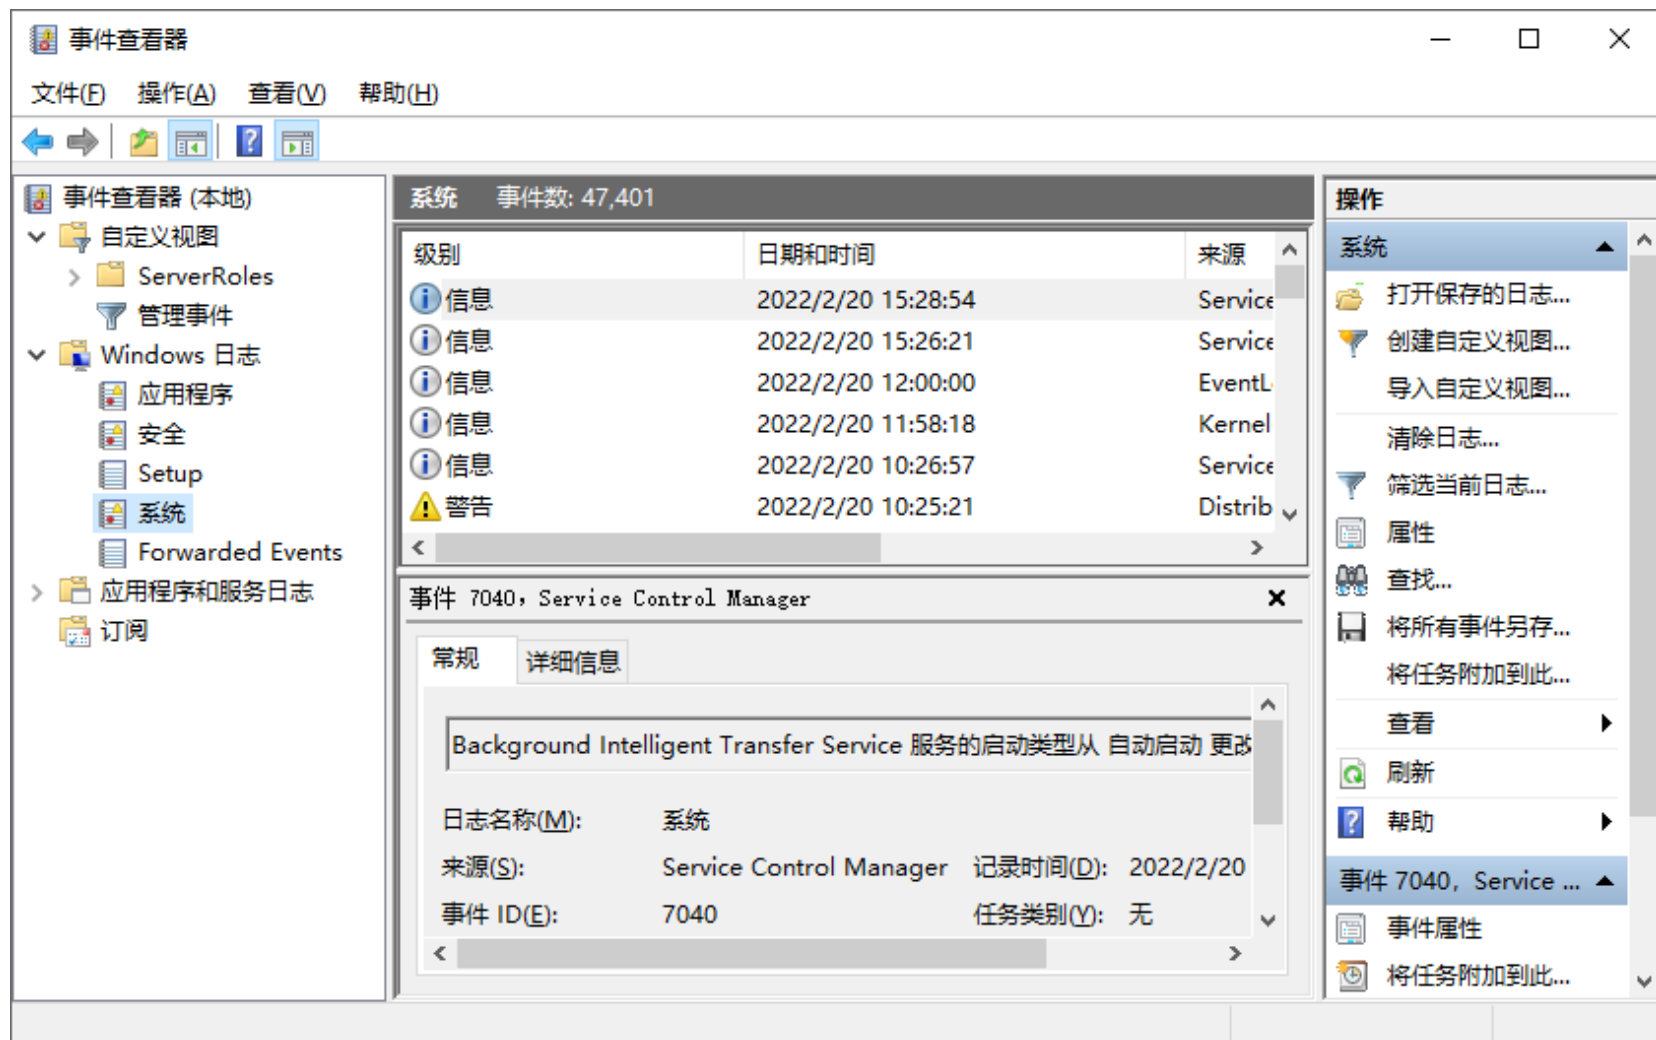 事件查看器
文件(F) 操作(A) 查看(V) 帮助(H)
事件查看器 (本地)
自定义视图
ServerRoles
管理事件
Windows 日志
应用程序
安全
Setup
系统
Forwarded Events
应用程序和服务日志
订阅
系统 事件数: 47,401
级别 日期和时间 来源
信息 2022/2/20 15:28:54 Service
信息 2022/2/20 15:26:21 Service
信息 2022/2/20 12:00:00 EventL
信息 2022/2/20 11:58:18 Kernel
信息 2022/2/20 10:26:57 Service
警告 2022/2/20 10:25:21 Distrib
事件 7040，Service Control Manager
常规 详细信息
Background Intelligent Transfer Service 服务的启动类型从 自动启动 更改
日志名称(M): 系统
来源(S): Service Control Manager 记录时间(D): 2022/2/20
事件 ID(E): 7040 任务类别(Y): 无
操作
系统
打开保存的日志...
创建自定义视图...
导入自定义视图...
清除日志...
筛选当前日志...
属性
查找...
将所有事件另存...
将任务附加到此...
查看
刷新
帮助
事件 7040，Service ...
事件属性
将任务附加到此...